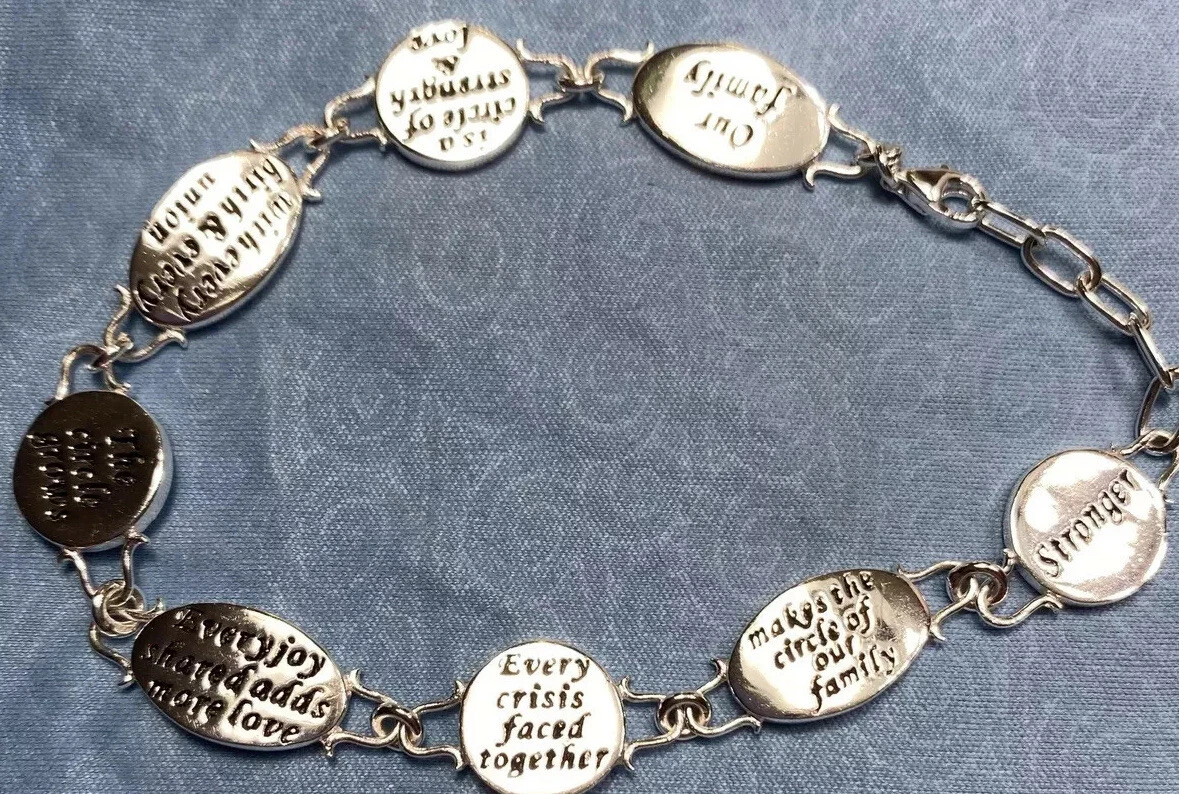 Our
family
is a
circle of
strength
&
love
With every
birth & every
union
The
circle
grows
Every joy
shared adds
more love
Every
crisis
faced
together
makes the
circle of
our
family
Stronger